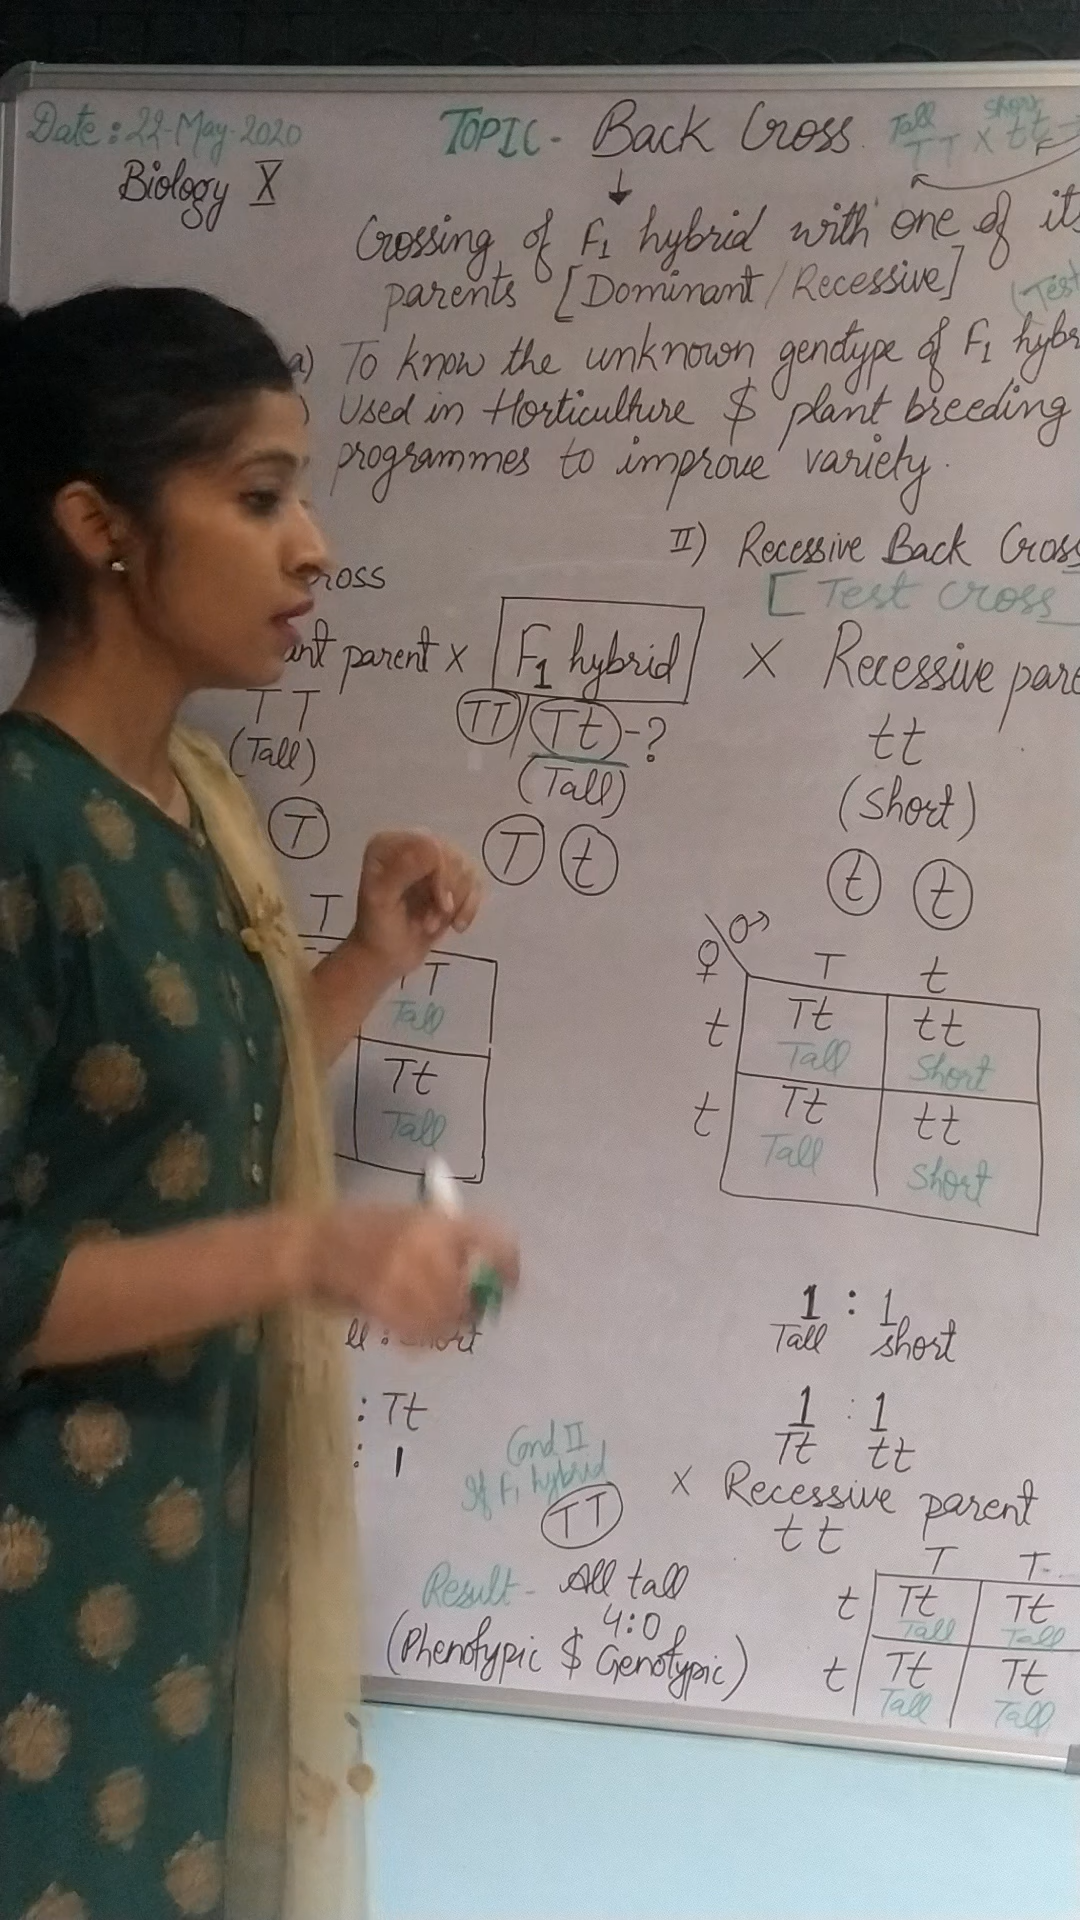 Date: 22-May-2020
TOPIC- Back Cross
Tall Short
TT X tt
Biology X
Crossing of F1 hybrid with one of its
parents [Dominant/Recessive]
(Test
a) To know the unknown genotype of F1 hybr
) Used in Horticulture $ plant breeding
programmes to improve variety.
II) Recessive Back Cross
ross
[Test Cross
ant parent x F1 hybrid X Recessive pare
TT
TT/Tt-?
tt
(Tall)
(Tall)
(Short)
T
T t
t t
T
♀ ♂ T t
T
Tall
t Tt tt
Tall Short
Tt
Tall
t Tt tt
Tall Short
1 : 1
Tall short
ll : Short
: Tt
: 1
1 : 1
Tt tt
Cond II
If F1 hybrid
TT x Recessive parent
tt
T T
Result - All tall
4:0
(Phenotypic $ Genotypic)
t Tt Tt
Tall Tall
t Tt Tt
Tall Tall